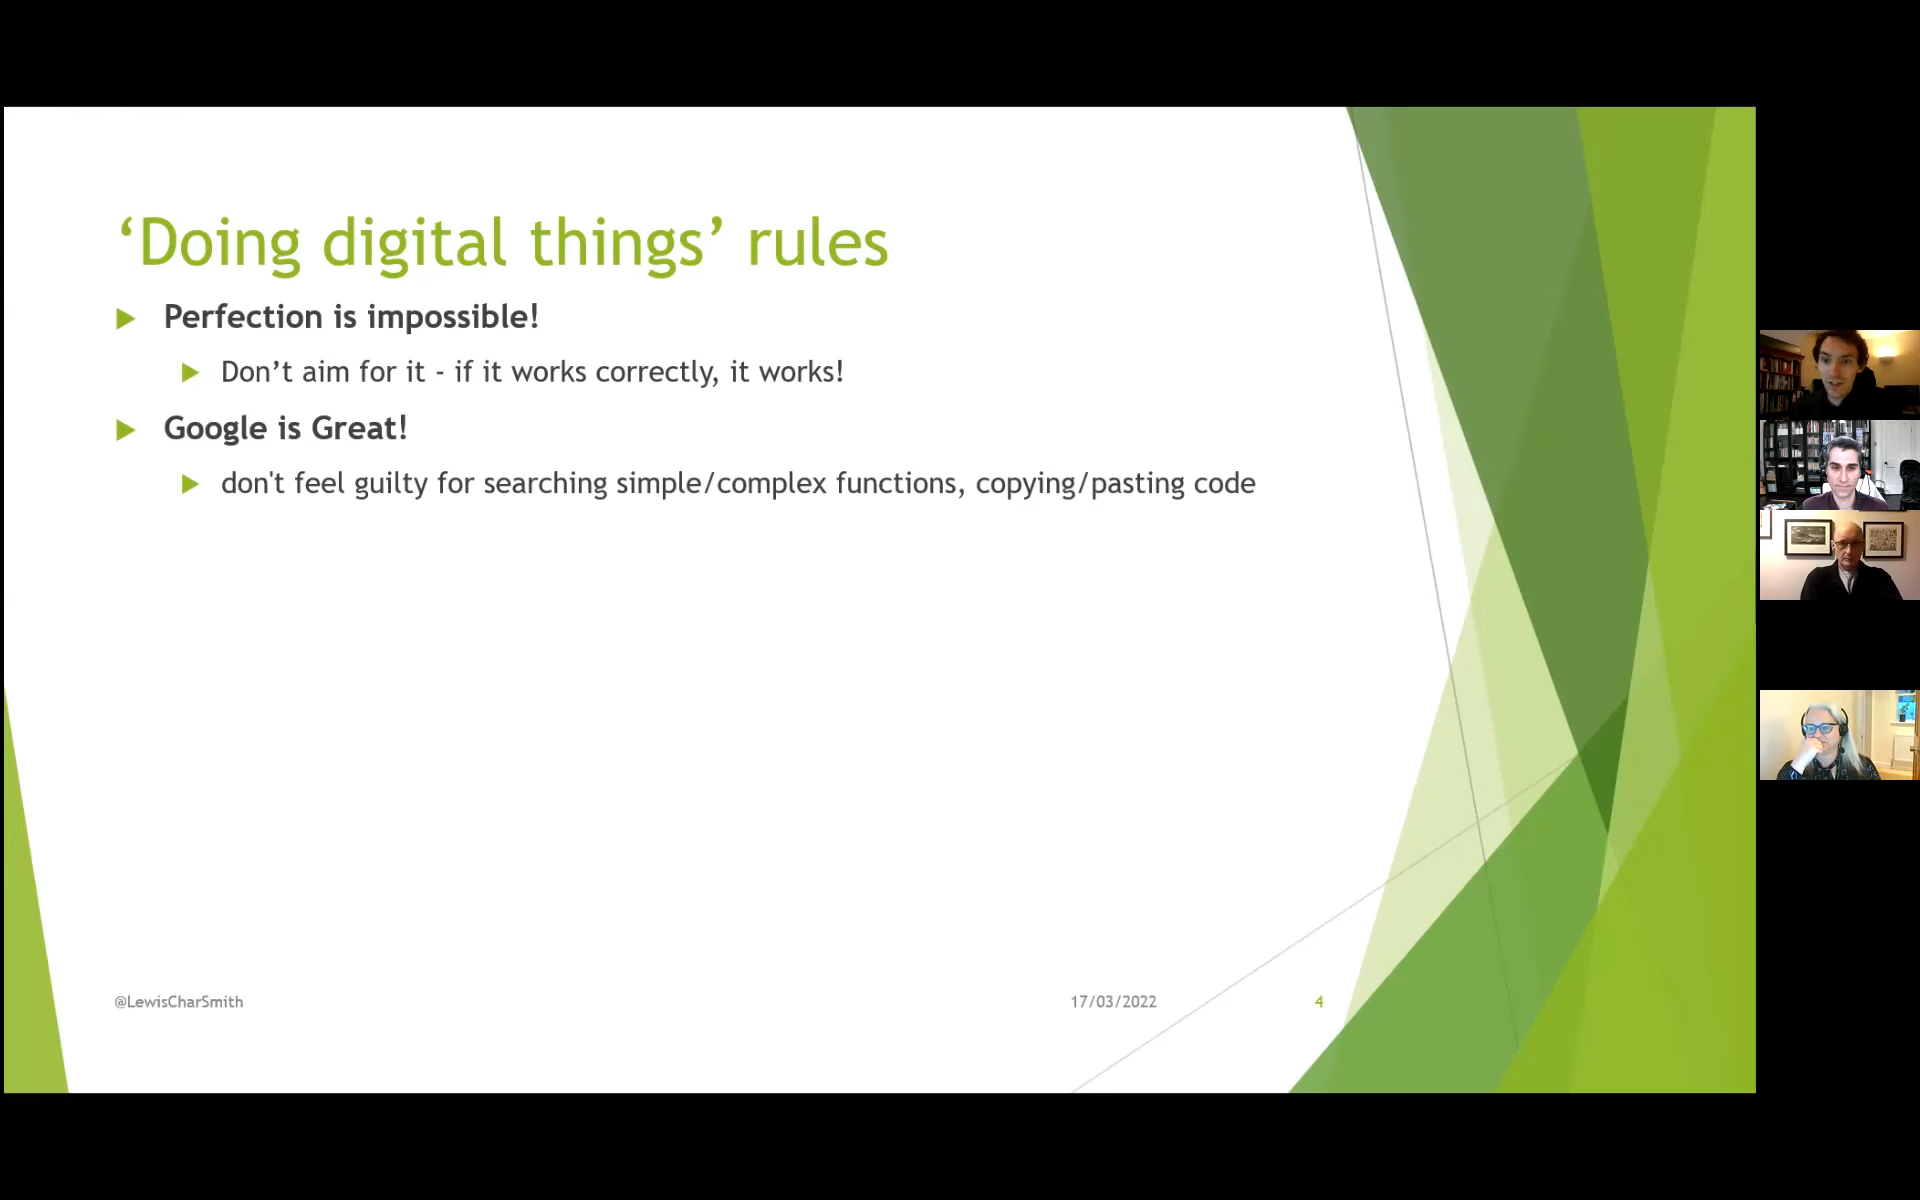 ‘Doing digital things’ rules
Perfection is impossible!
Don’t aim for it - if it works correctly, it works!
Google is Great!
don't feel guilty for searching simple/complex functions, copying/pasting code
@LewisCharSmith
17/03/2022
4